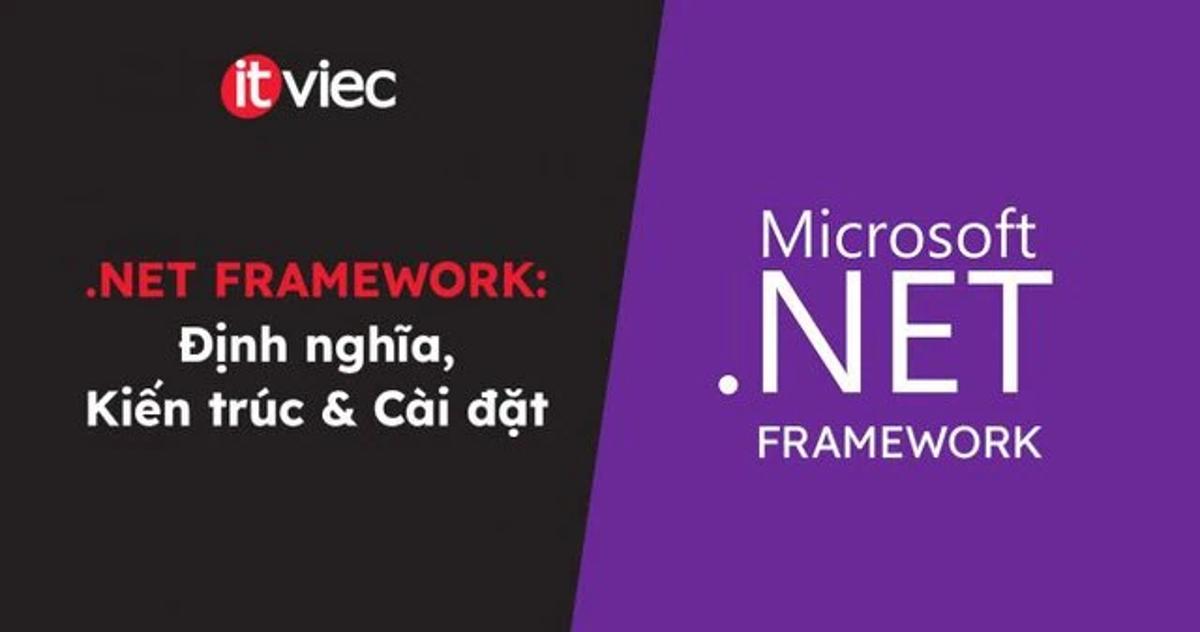 itviec
.NET FRAMEWORK:
Định nghĩa,
Kiến trúc & Cài đặt
Microsoft
.NET
FRAMEWORK